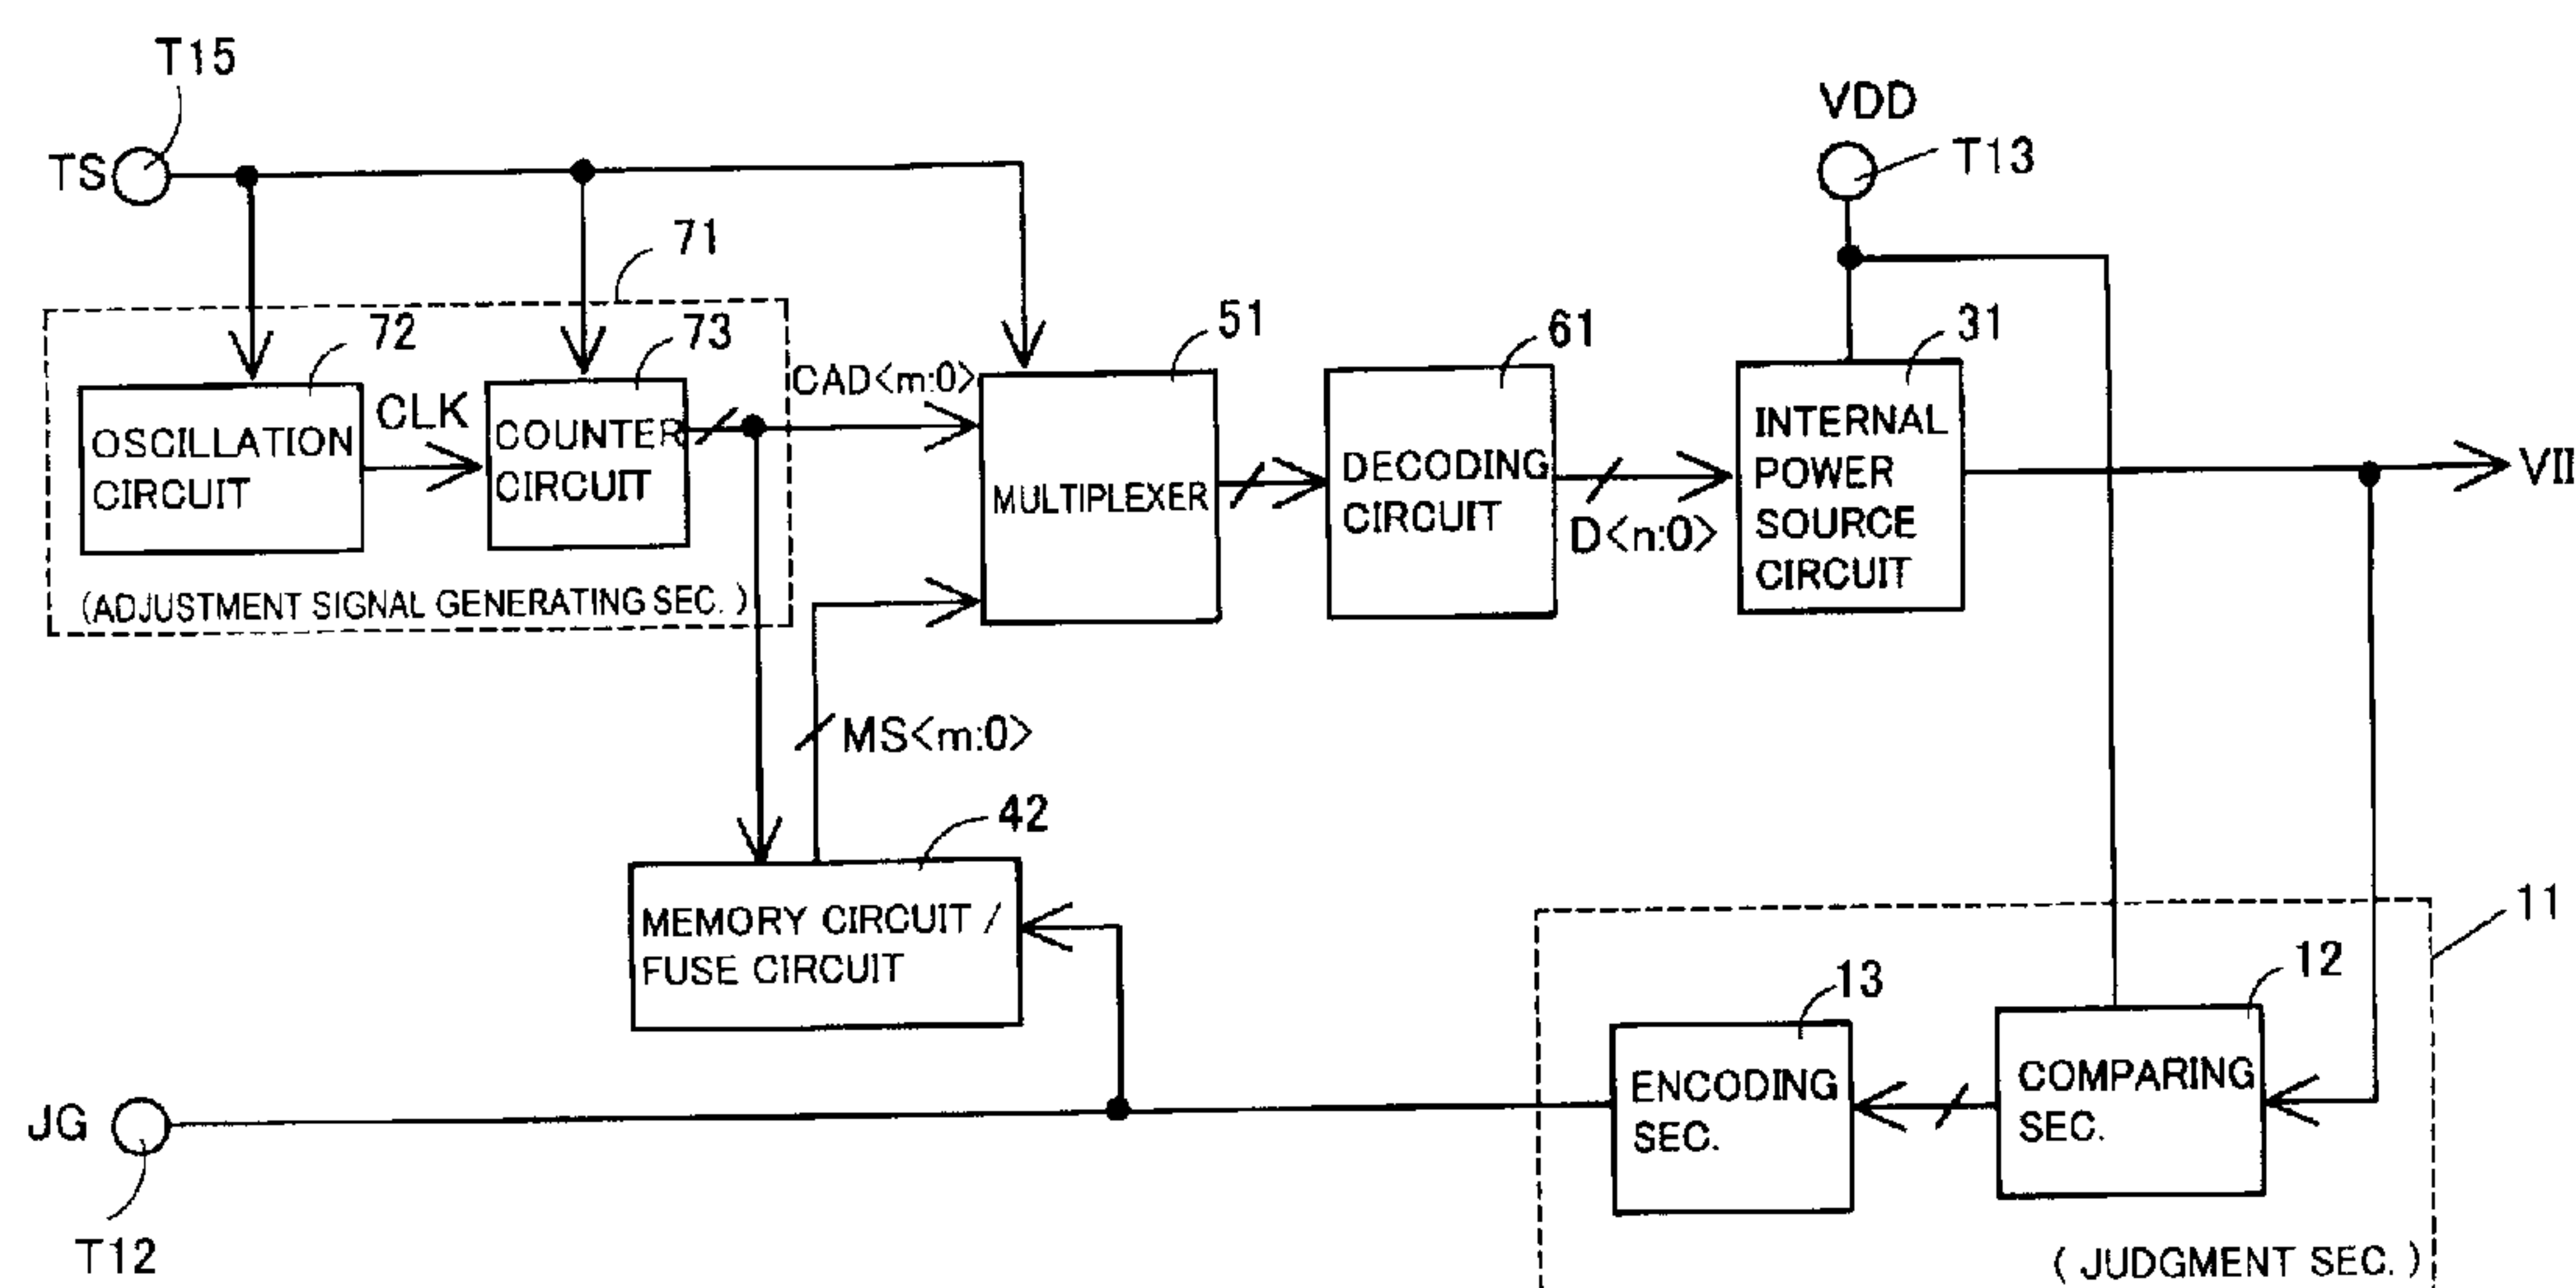 T15
TS
VDD
T13
71
72
73
CLK
CAD<m:0>
51
61
31
OSCILLATION
CIRCUIT
COUNTER
CIRCUIT
(ADJUSTMENT SIGNAL GENERATING SEC.)
MULTIPLEXER
DECODING
CIRCUIT
D<n:0>
INTERNAL
POWER
SOURCE
CIRCUIT
VII
MS<m:0>
42
MEMORY CIRCUIT /
FUSE CIRCUIT
11
13
12
ENCODING
SEC.
COMPARING
SEC.
JG
T12
( JUDGMENT SEC. )